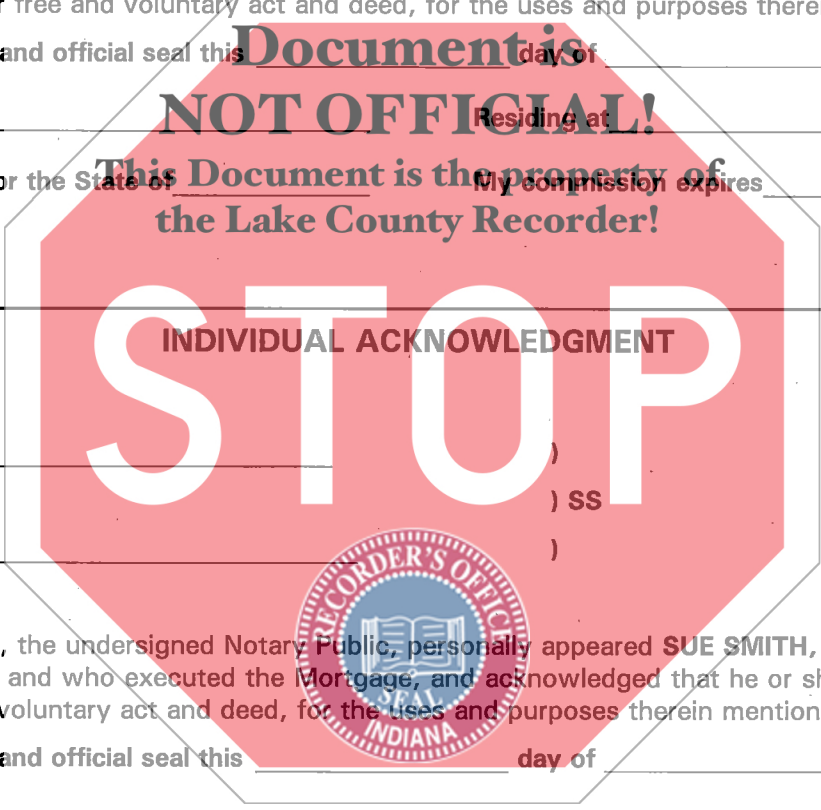 r free and voluntary act and deed, for the uses and purposes therei
and official seal this day of
Document is
NOT OFFICIAL!
Residing at
This Document is the property of
or the State of My commission expires
the Lake County Recorder!
INDIVIDUAL ACKNOWLEDGMENT
STOP
)
) SS
)
RECORDER'S OFFICE
SEAL
INDIANA
, the undersigned Notary Public, personally appeared SUE SMITH,
and who executed the Mortgage, and acknowledged that he or sh
voluntary act and deed, for the uses and purposes therein mention
and official seal this day of